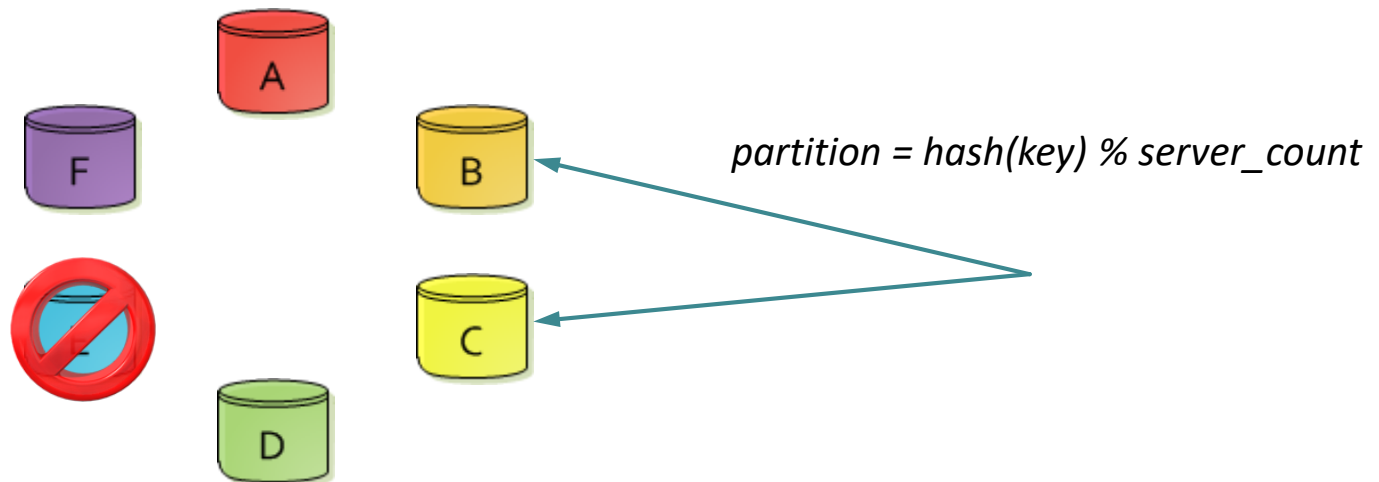 A
F
B
partition = hash(key) % server_count
C
D